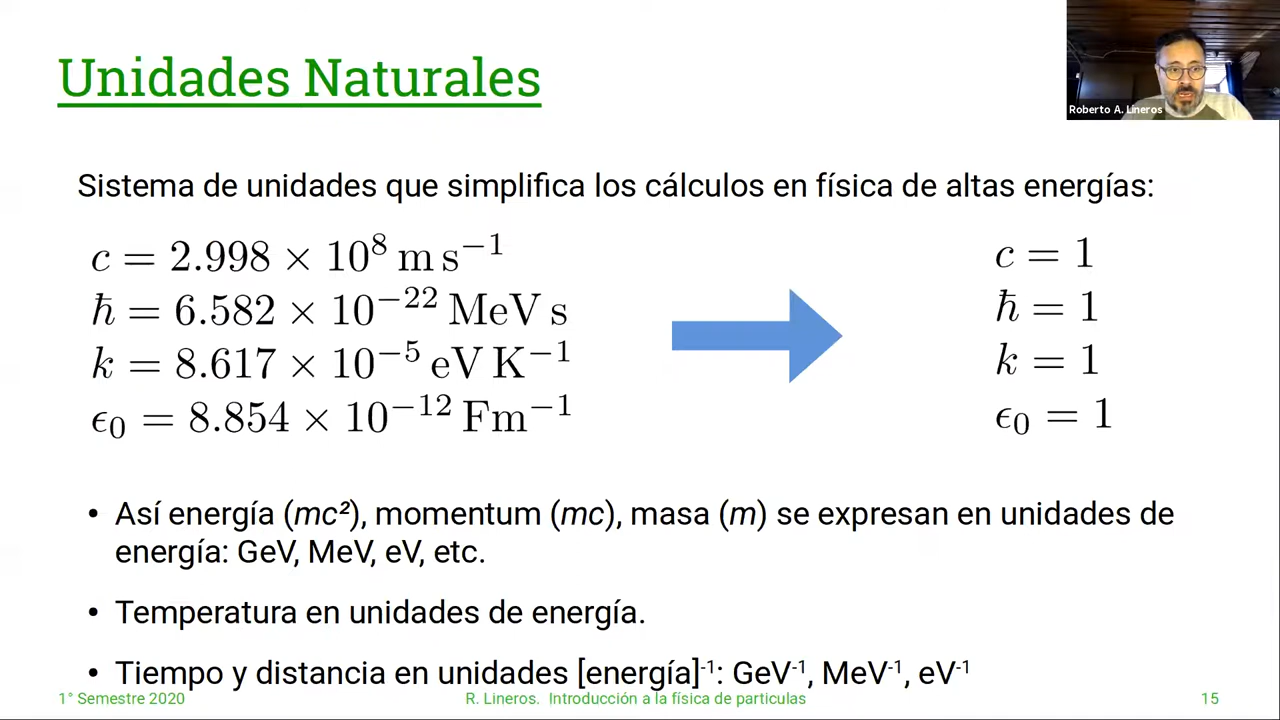 Unidades Naturales
Roberto A. Lineros
Sistema de unidades que simplifica los cálculos en física de altas energías:
c = 2.998 × 10⁸ m s⁻¹
ħ = 6.582 × 10⁻²² MeV s
k = 8.617 × 10⁻⁵ eV K⁻¹
ϵ₀ = 8.854 × 10⁻¹² Fm⁻¹
c = 1
ħ = 1
k = 1
ϵ₀ = 1
• Así energía (mc²), momentum (mc), masa (m) se expresan en unidades de
energía: GeV, MeV, eV, etc.
• Temperatura en unidades de energía.
• Tiempo y distancia en unidades [energía]⁻¹: GeV⁻¹, MeV⁻¹, eV⁻¹
1° Semestre 2020
R. Lineros. Introducción a la física de particulas
15